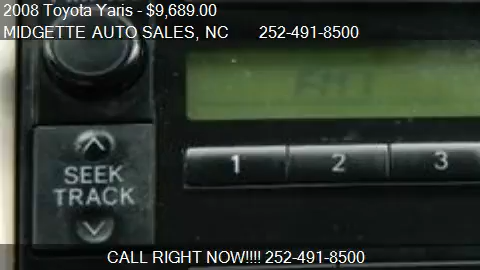 2008 Toyota Yaris - $9,689.00
MIDGETTE AUTO SALES, NC 252-491-8500
1 2 3
SEEK
TRACK
CALL RIGHT NOW!!!! 252-491-8500